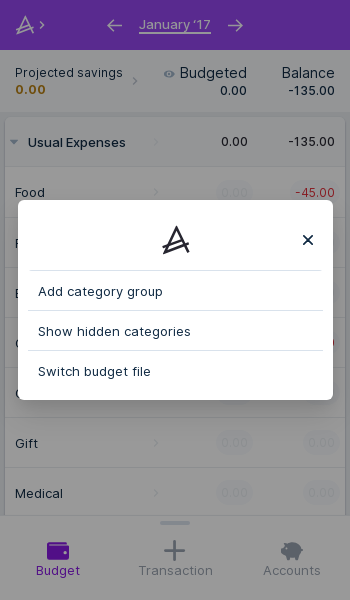 January ‘17
Projected savings
0.00
Budgeted
0.00
Balance
-135.00
Usual Expenses
0.00
-135.00
Food
0.00
-45.00
Add category group
Show hidden categories
Switch budget file
Gift
0.00
0.00
Medical
0.00
0.00
Budget
Transaction
Accounts